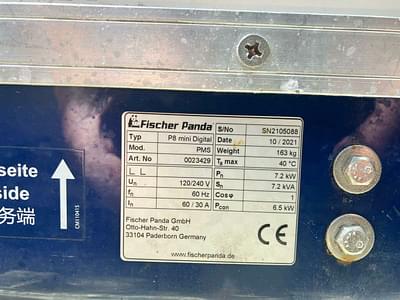 Fischer Panda
Typ P8 mini Digital
Mod. PMS
Art. No 0023429
L. L.
Un 120/240 V
fn 60 Hz
In 60 / 30 A
S/No SN2105088
Date 10 / 2021
Weight 163 kg
Ta max 40 °C
Pn 7.2 kW
Sn 7.2 kVA
Cosφ 1
Pcon 6.5 kW
Fischer Panda GmbH
Otto-Hahn-Str. 40
33104 Paderborn Germany
CE
www.fischerpanda.de
seite
side
务端